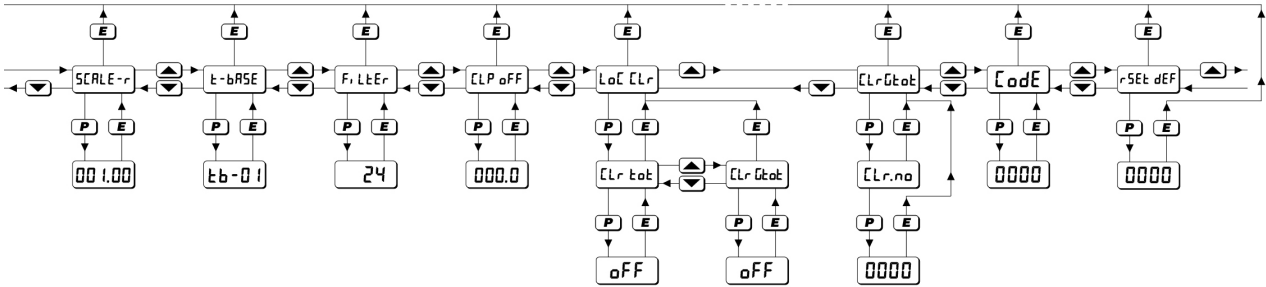 E E E E E E E E
SCALE-r t-bASE FiLtEr CLP oFF LoC CLr CLrGtot CodE rSEt dEF
P E P E P E P E P E E P E P E P E
001.00 tb-01 24 000.0 CLr tot CLr Gtot CLr.no 0000 0000
P E P E P E
oFF oFF 0000